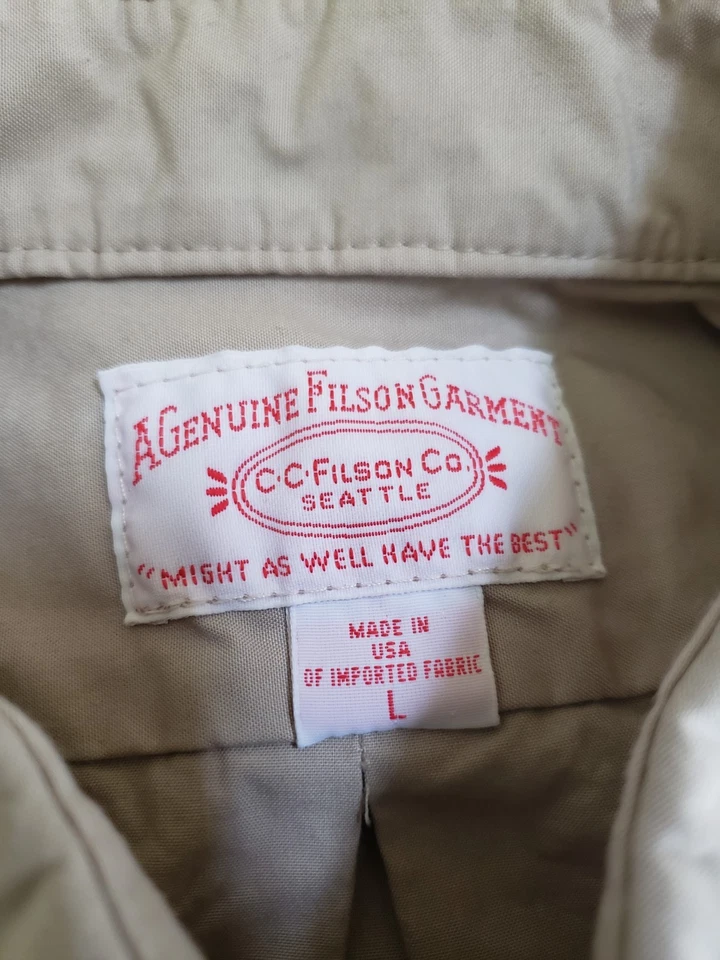 A GENUINE FILSON GARMENT
C·C·FILSON CO.
SEATTLE
"MIGHT AS WELL HAVE THE BEST"
MADE IN
USA
OF IMPORTED FABRIC
L